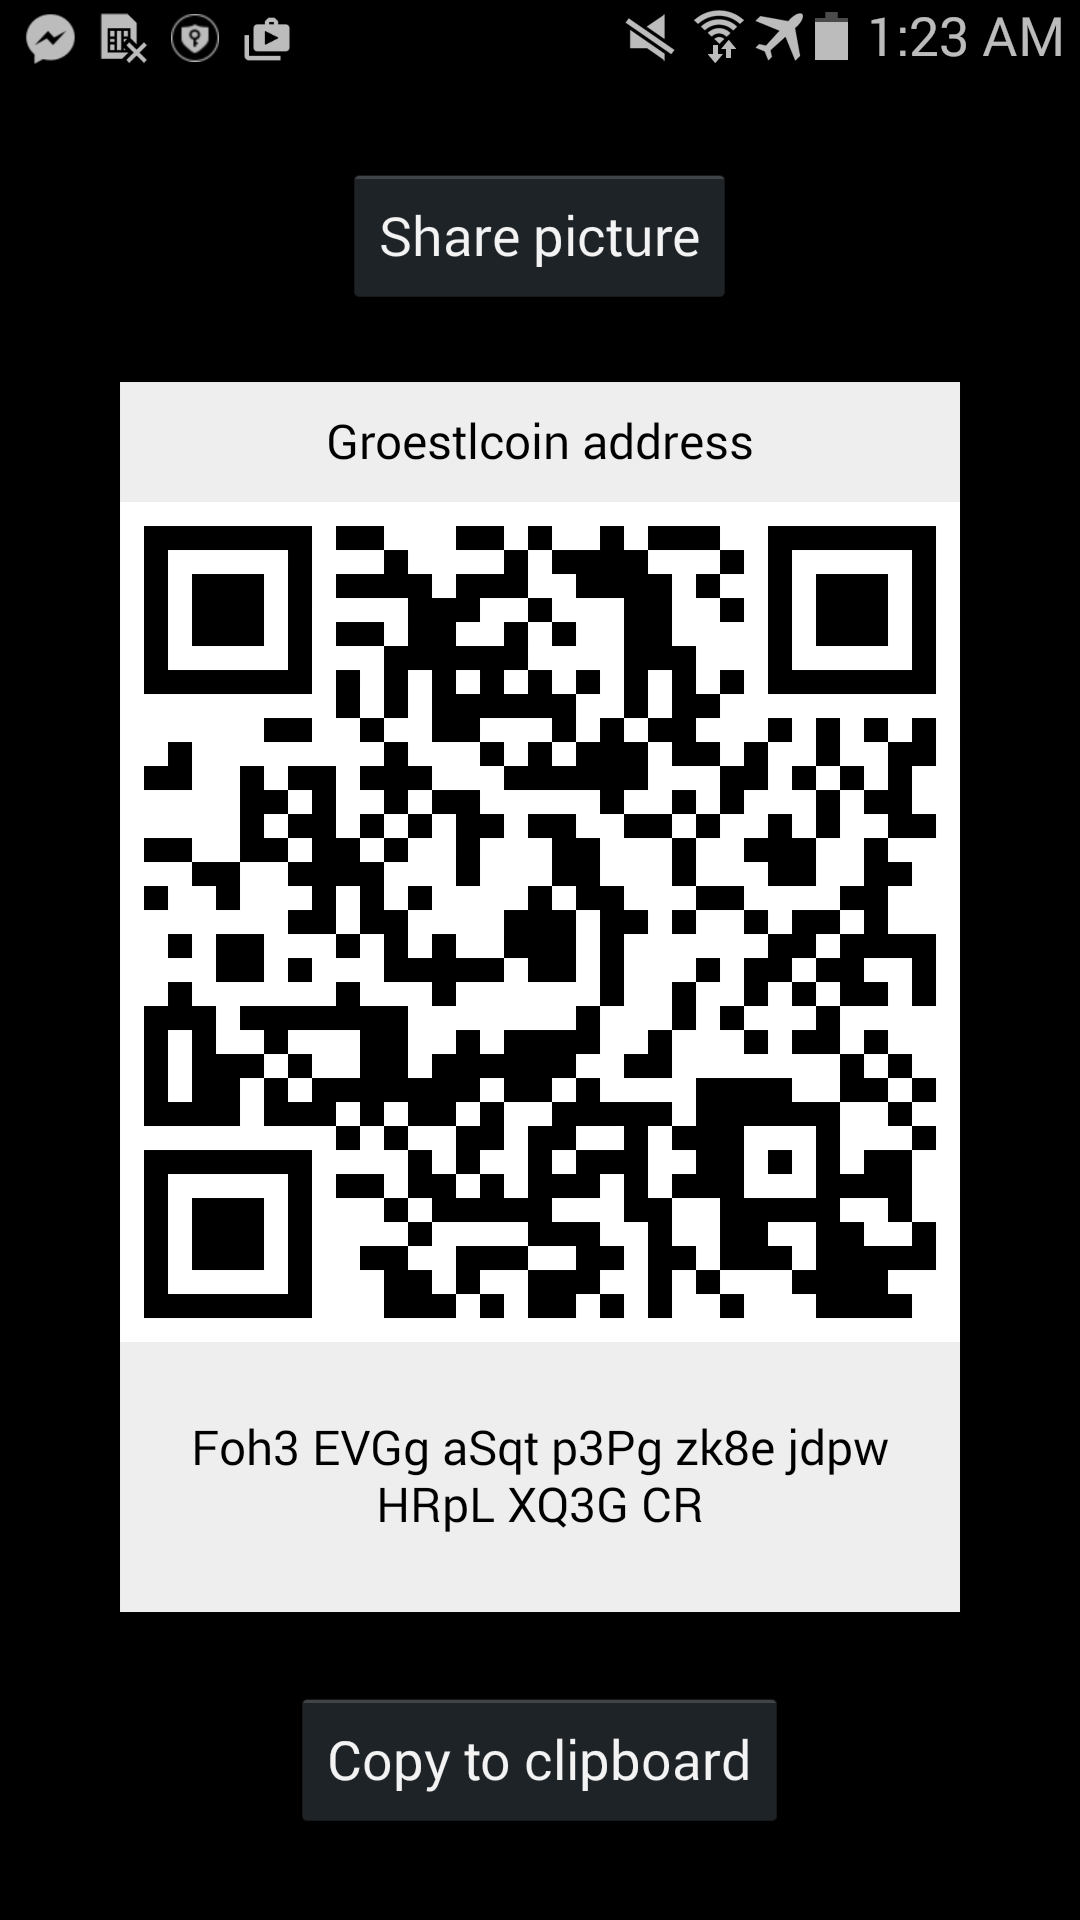 1:23 AM
Share picture
Groestlcoin address
Foh3 EVGg aSqt p3Pg zk8e jdpw
HRpL XQ3G CR
Copy to clipboard